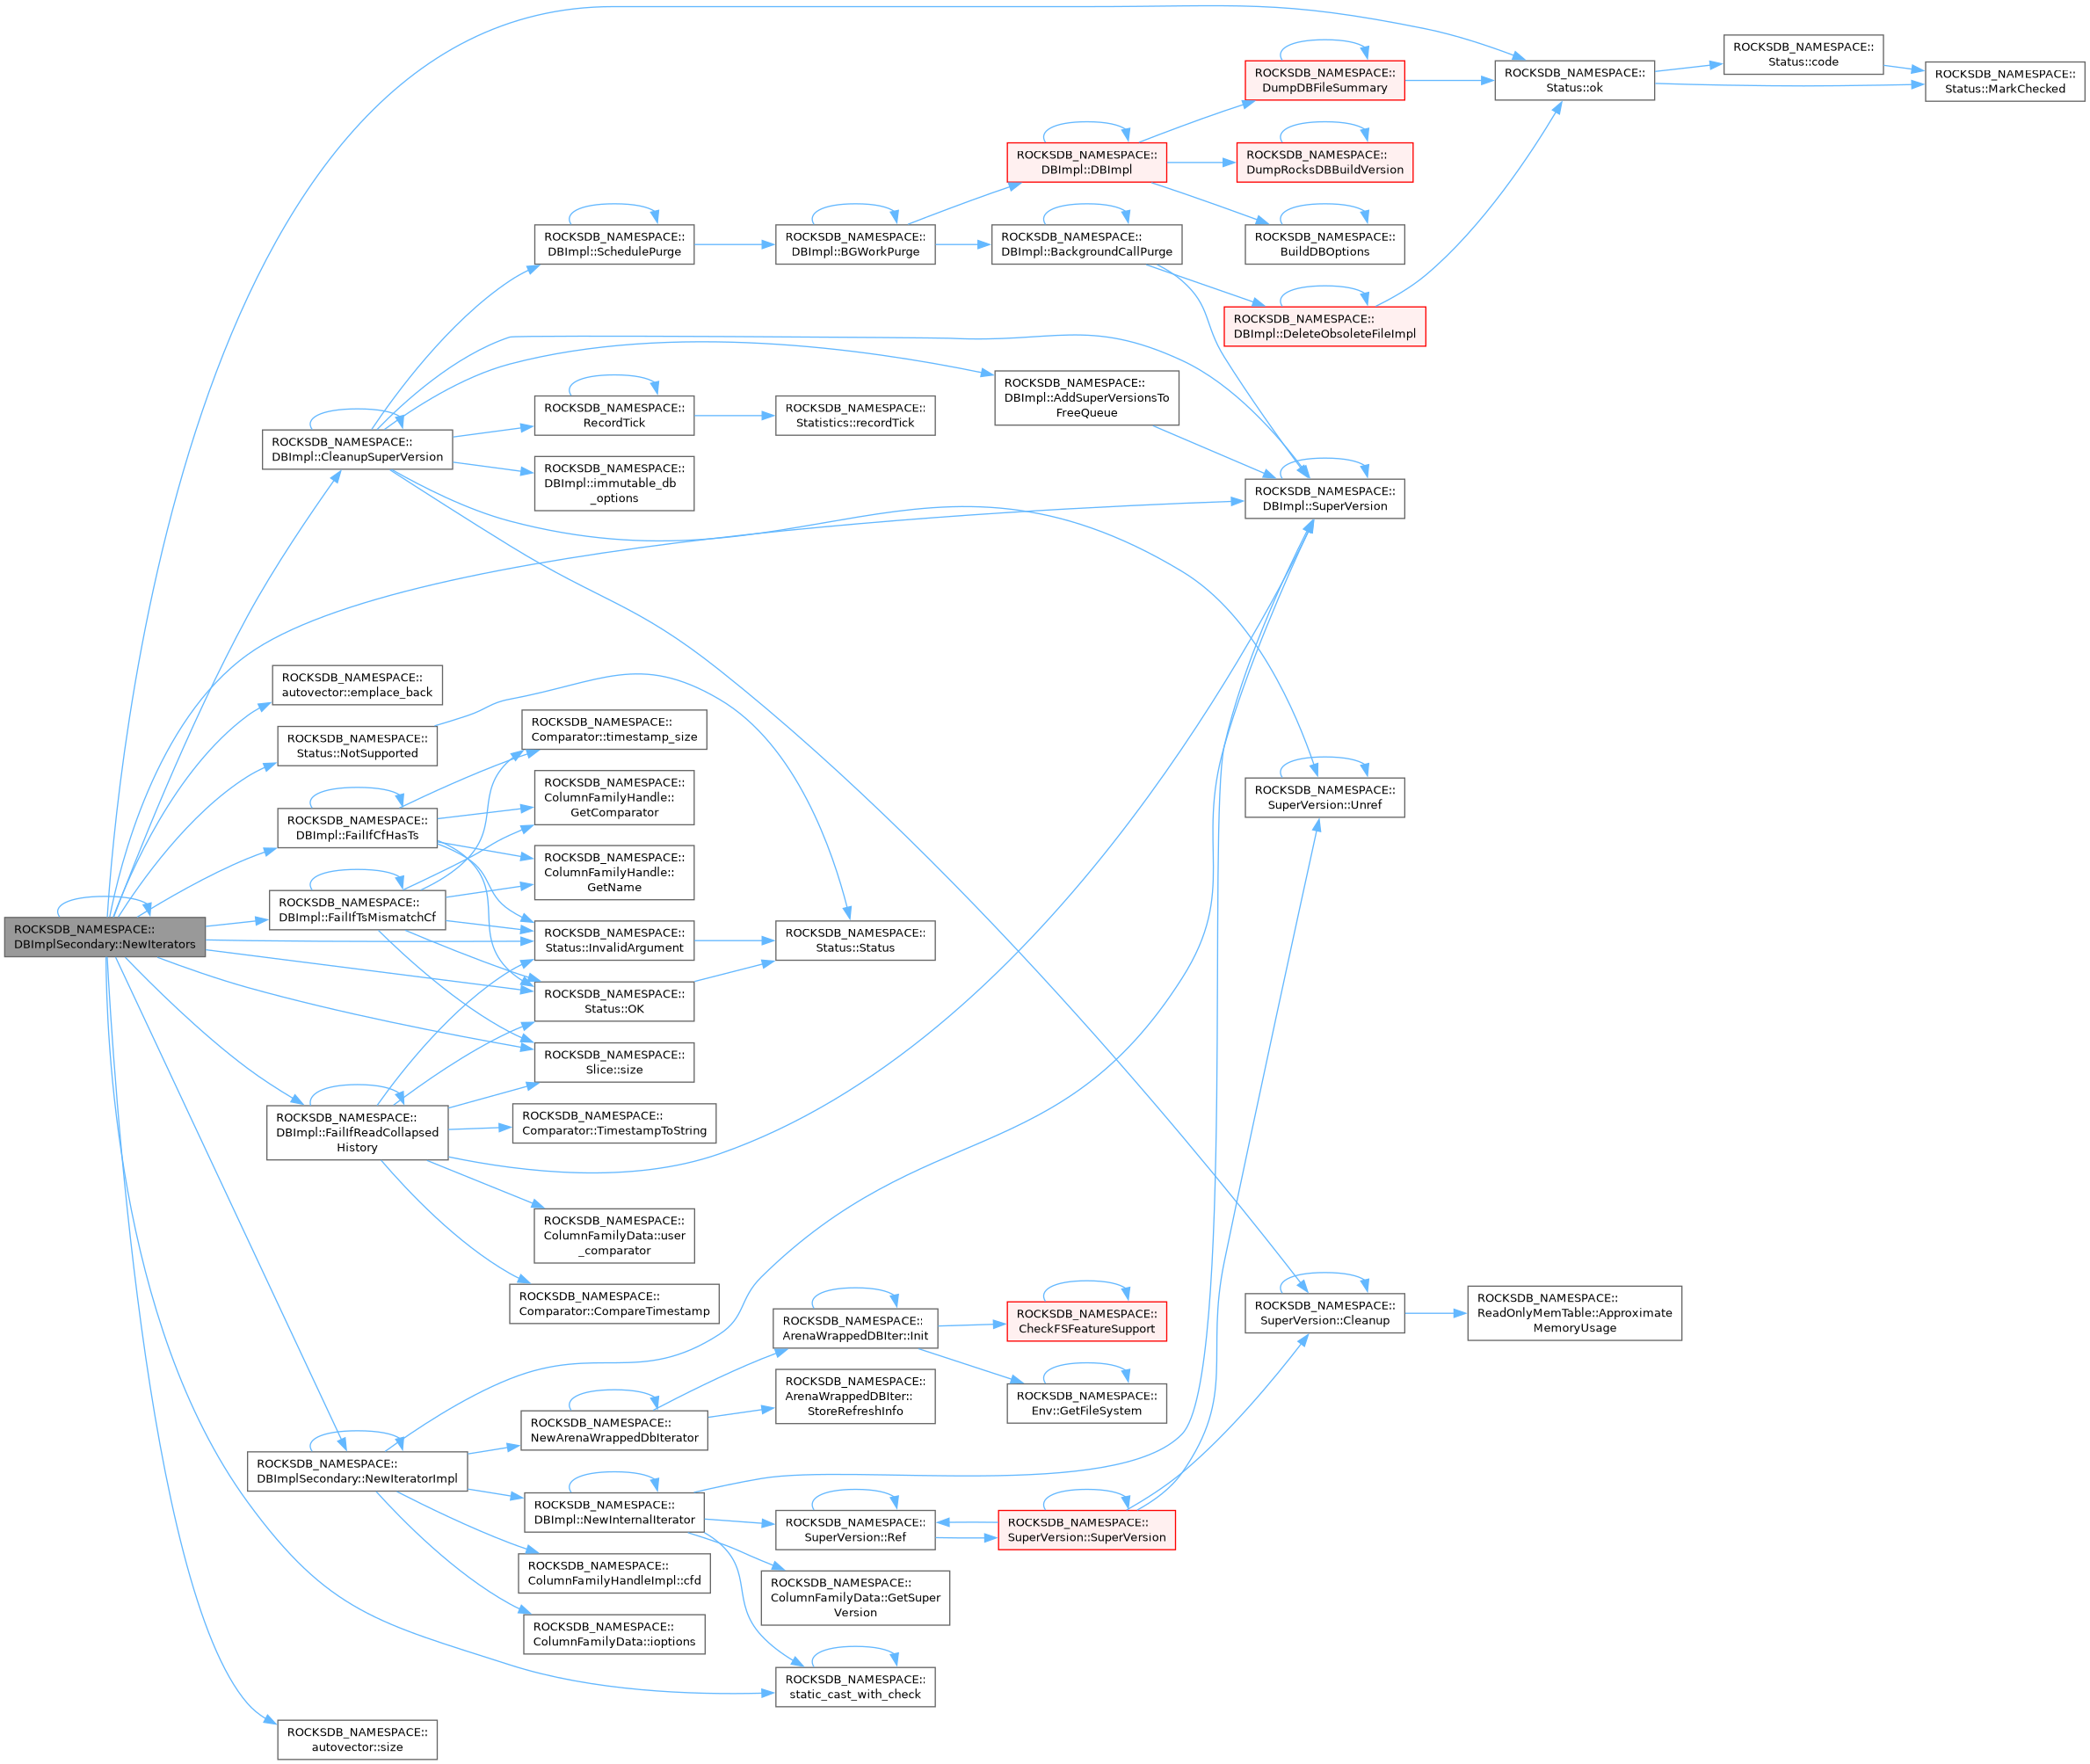 ROCKSDB_NAMESPACE::
DBImplSecondary::NewIterators
ROCKSDB_NAMESPACE::
DBImpl::CleanupSuperVersion
ROCKSDB_NAMESPACE::
autovector::emplace_back
ROCKSDB_NAMESPACE::
Status::NotSupported
ROCKSDB_NAMESPACE::
DBImpl::FailIfCfHasTs
ROCKSDB_NAMESPACE::
DBImpl::FailIfTsMismatchCf
ROCKSDB_NAMESPACE::
DBImpl::FailIfReadCollapsed
History
ROCKSDB_NAMESPACE::
DBImplSecondary::NewIteratorImpl
ROCKSDB_NAMESPACE::
autovector::size
ROCKSDB_NAMESPACE::
DBImpl::SchedulePurge
ROCKSDB_NAMESPACE::
RecordTick
ROCKSDB_NAMESPACE::
DBImpl::immutable_db
_options
ROCKSDB_NAMESPACE::
Comparator::timestamp_size
ROCKSDB_NAMESPACE::
ColumnFamilyHandle::
GetComparator
ROCKSDB_NAMESPACE::
ColumnFamilyHandle::
GetName
ROCKSDB_NAMESPACE::
Status::InvalidArgument
ROCKSDB_NAMESPACE::
Status::OK
ROCKSDB_NAMESPACE::
Slice::size
ROCKSDB_NAMESPACE::
Comparator::TimestampToString
ROCKSDB_NAMESPACE::
ColumnFamilyData::user
_comparator
ROCKSDB_NAMESPACE::
Comparator::CompareTimestamp
ROCKSDB_NAMESPACE::
NewArenaWrappedDbIterator
ROCKSDB_NAMESPACE::
DBImpl::NewInternalIterator
ROCKSDB_NAMESPACE::
ColumnFamilyHandleImpl::cfd
ROCKSDB_NAMESPACE::
ColumnFamilyData::ioptions
ROCKSDB_NAMESPACE::
DBImpl::BGWorkPurge
ROCKSDB_NAMESPACE::
Statistics::recordTick
ROCKSDB_NAMESPACE::
Status::Status
ROCKSDB_NAMESPACE::
ArenaWrappedDBIter::Init
ROCKSDB_NAMESPACE::
ArenaWrappedDBIter::
StoreRefreshInfo
ROCKSDB_NAMESPACE::
SuperVersion::Ref
ROCKSDB_NAMESPACE::
ColumnFamilyData::GetSuper
Version
ROCKSDB_NAMESPACE::
static_cast_with_check
ROCKSDB_NAMESPACE::
DBImpl::DBImpl
ROCKSDB_NAMESPACE::
DBImpl::BackgroundCallPurge
ROCKSDB_NAMESPACE::
DBImpl::AddSuperVersionsTo
FreeQueue
ROCKSDB_NAMESPACE::
CheckFSFeatureSupport
ROCKSDB_NAMESPACE::
Env::GetFileSystem
ROCKSDB_NAMESPACE::
SuperVersion::SuperVersion
ROCKSDB_NAMESPACE::
DumpDBFileSummary
ROCKSDB_NAMESPACE::
DumpRocksDBBuildVersion
ROCKSDB_NAMESPACE::
BuildDBOptions
ROCKSDB_NAMESPACE::
DBImpl::DeleteObsoleteFileImpl
ROCKSDB_NAMESPACE::
DBImpl::SuperVersion
ROCKSDB_NAMESPACE::
SuperVersion::Unref
ROCKSDB_NAMESPACE::
SuperVersion::Cleanup
ROCKSDB_NAMESPACE::
Status::ok
ROCKSDB_NAMESPACE::
ReadOnlyMemTable::Approximate
MemoryUsage
ROCKSDB_NAMESPACE::
Status::code
ROCKSDB_NAMESPACE::
Status::MarkChecked